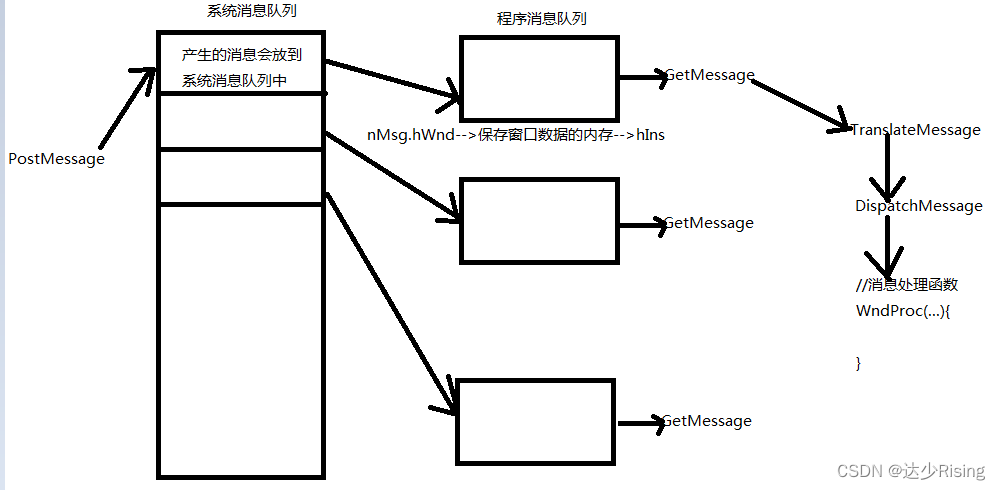 系统消息队列
程序消息队列
产生的消息会放到
系统消息队列中
PostMessage
GetMessage
nMsg.hWnd-->保存窗口数据的内存-->hIns
TranslateMessage
DispatchMessage
GetMessage
//消息处理函数
WndProc(...){
}
GetMessage
CSDN @达少Rising